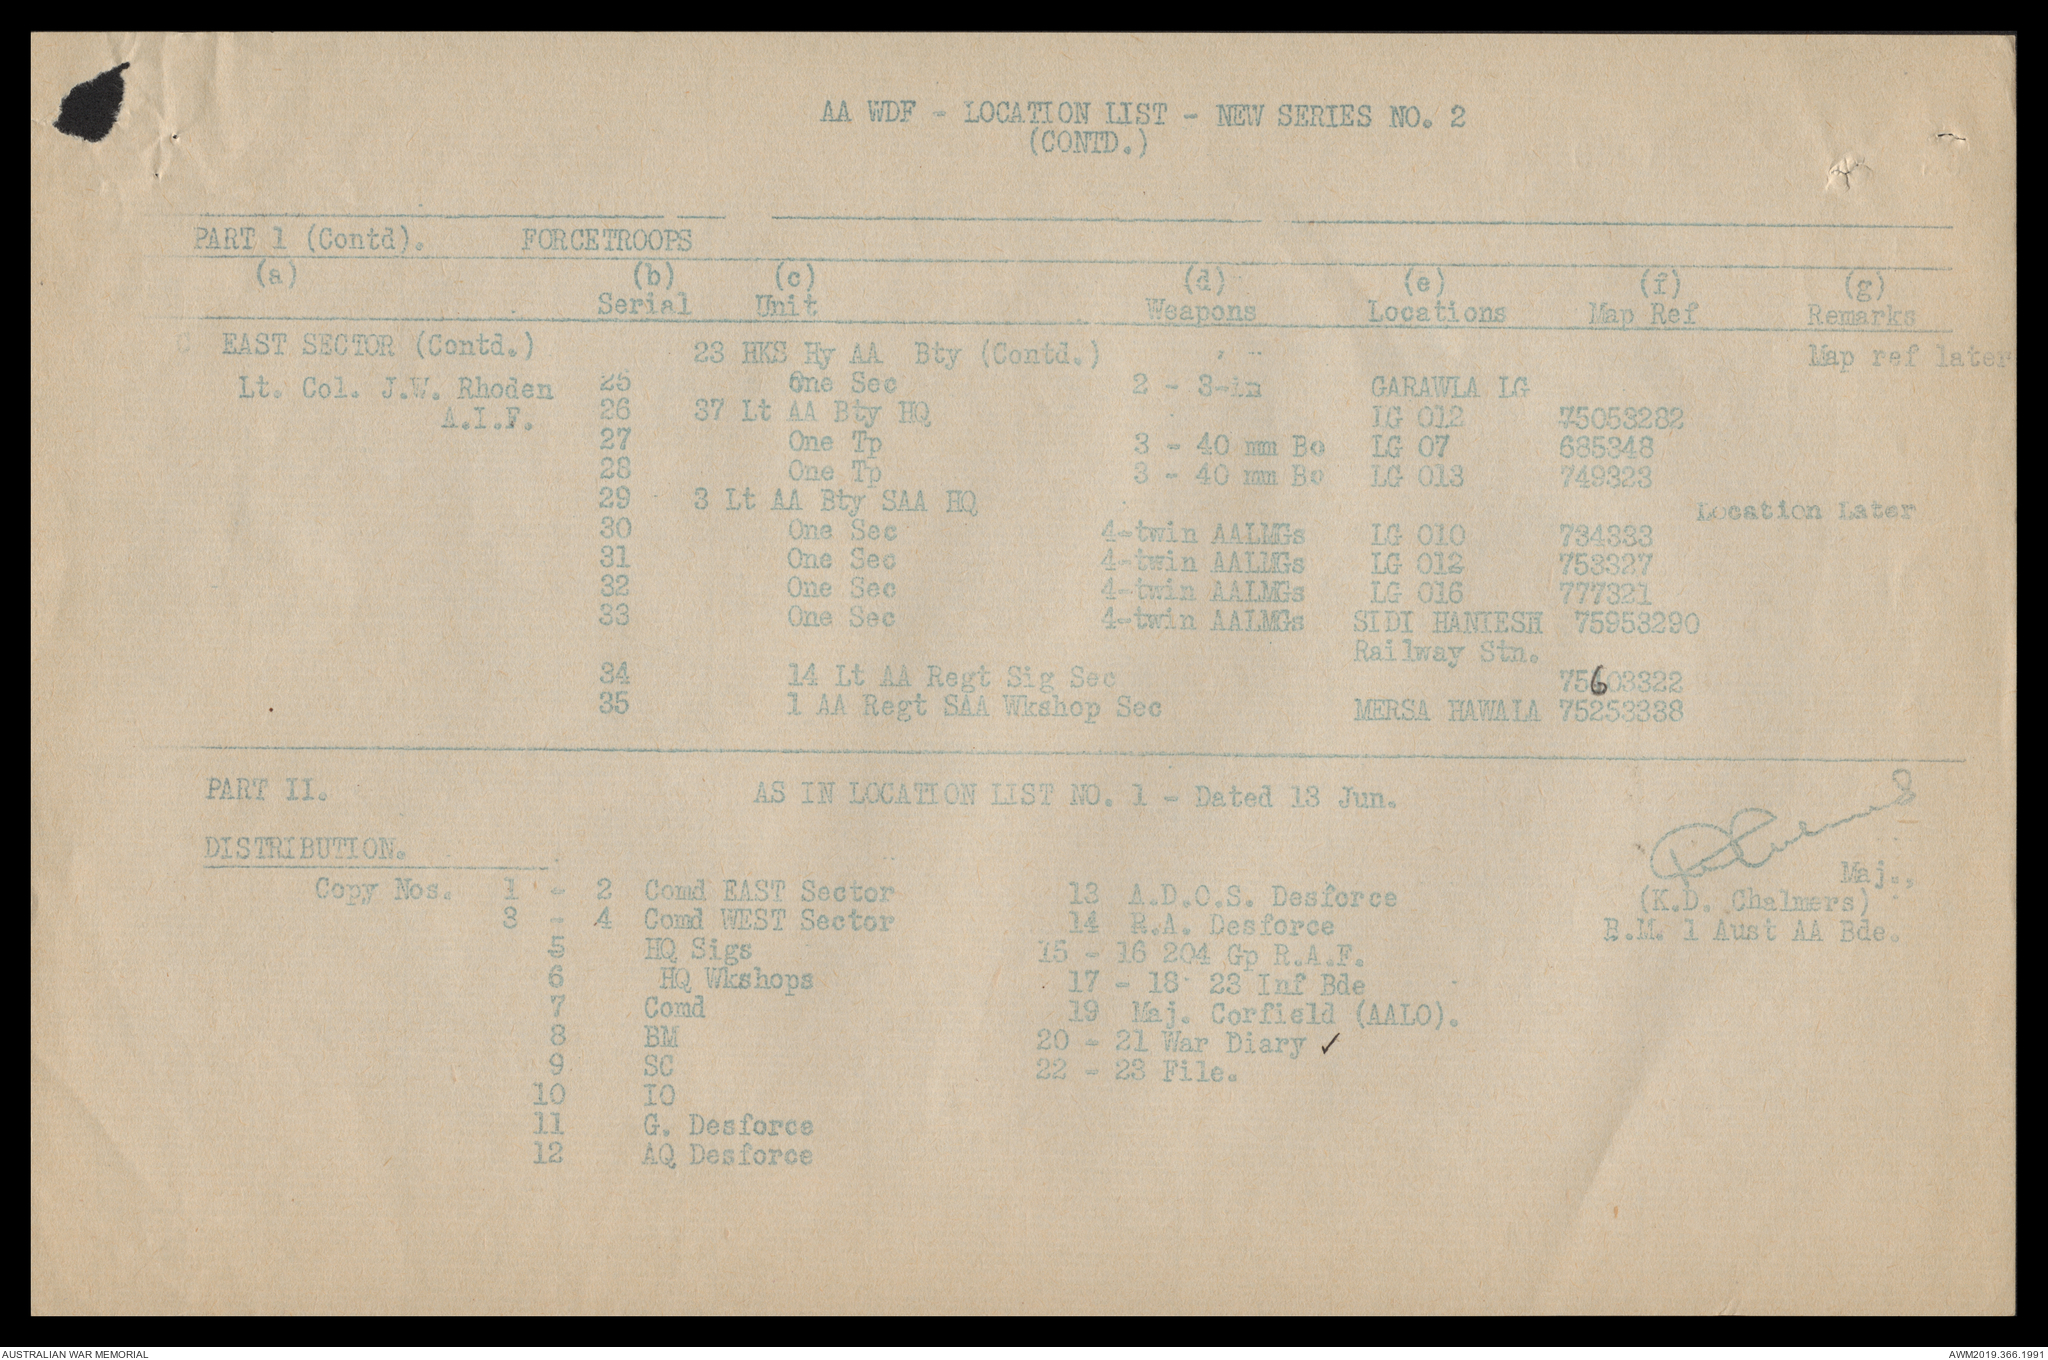 AA WDF - LOCATION LIST - NEW SERIES NO. 2
(CONTD.)
PART 1 (Contd). FORCETROOPS
(a) (b) (c) (d) (e) (f) (g)
Serial Unit Weapons Locations Map Ref Remarks
EAST SECTOR (Contd.) 23 HKS Hy AA Bty (Contd.) Map ref later
Lt. Col. J.W. Rhoden 25 One Sec 2 - 3-in GARAWLA LG
A.I.F. 26 37 Lt AA Bty HQ LG 012 75053282
27 One Tp 3 - 40 mm Bo LG 07 685348
28 One Tp 3 - 40 mm Bo LG 013 749323
29 3 Lt AA Bty SAA HQ Location Later
30 One Sec 4-twin AALMGs LG 010 734333
31 One Sec 4-twin AALMGs LG 012 753327
32 One Sec 4-twin AALMGs LG 016 777321
33 One Sec 4-twin AALMGs SIDI HANIESH 75953290
Railway Stn.
34 14 Lt AA Regt Sig Sec 75603322
35 1 AA Regt SAA Wkshop Sec MERSA HAWALA 75253338
PART II. AS IN LOCATION LIST NO. 1 - Dated 13 Jun.
DISTRIBUTION.
Maj.,
Copy Nos. 1 - 2 Comd EAST Sector 13 A.D.O.S. Desforce (K.D. Chalmers)
3 - 4 Comd WEST Sector 14 R.A. Desforce B.M. 1 Aust AA Bde.
5 HQ Sigs 15 - 16 204 Gp R.A.F.
6 HQ Wkshops 17 - 18 23 Inf Bde
7 Comd 19 Maj. Corfield (AALO).
8 BM 20 - 21 War Diary ✓
9 SC 22 - 23 File.
10 IO
11 G. Desforce
12 AQ Desforce
AUSTRALIAN WAR MEMORIAL AWM2019.366.1991